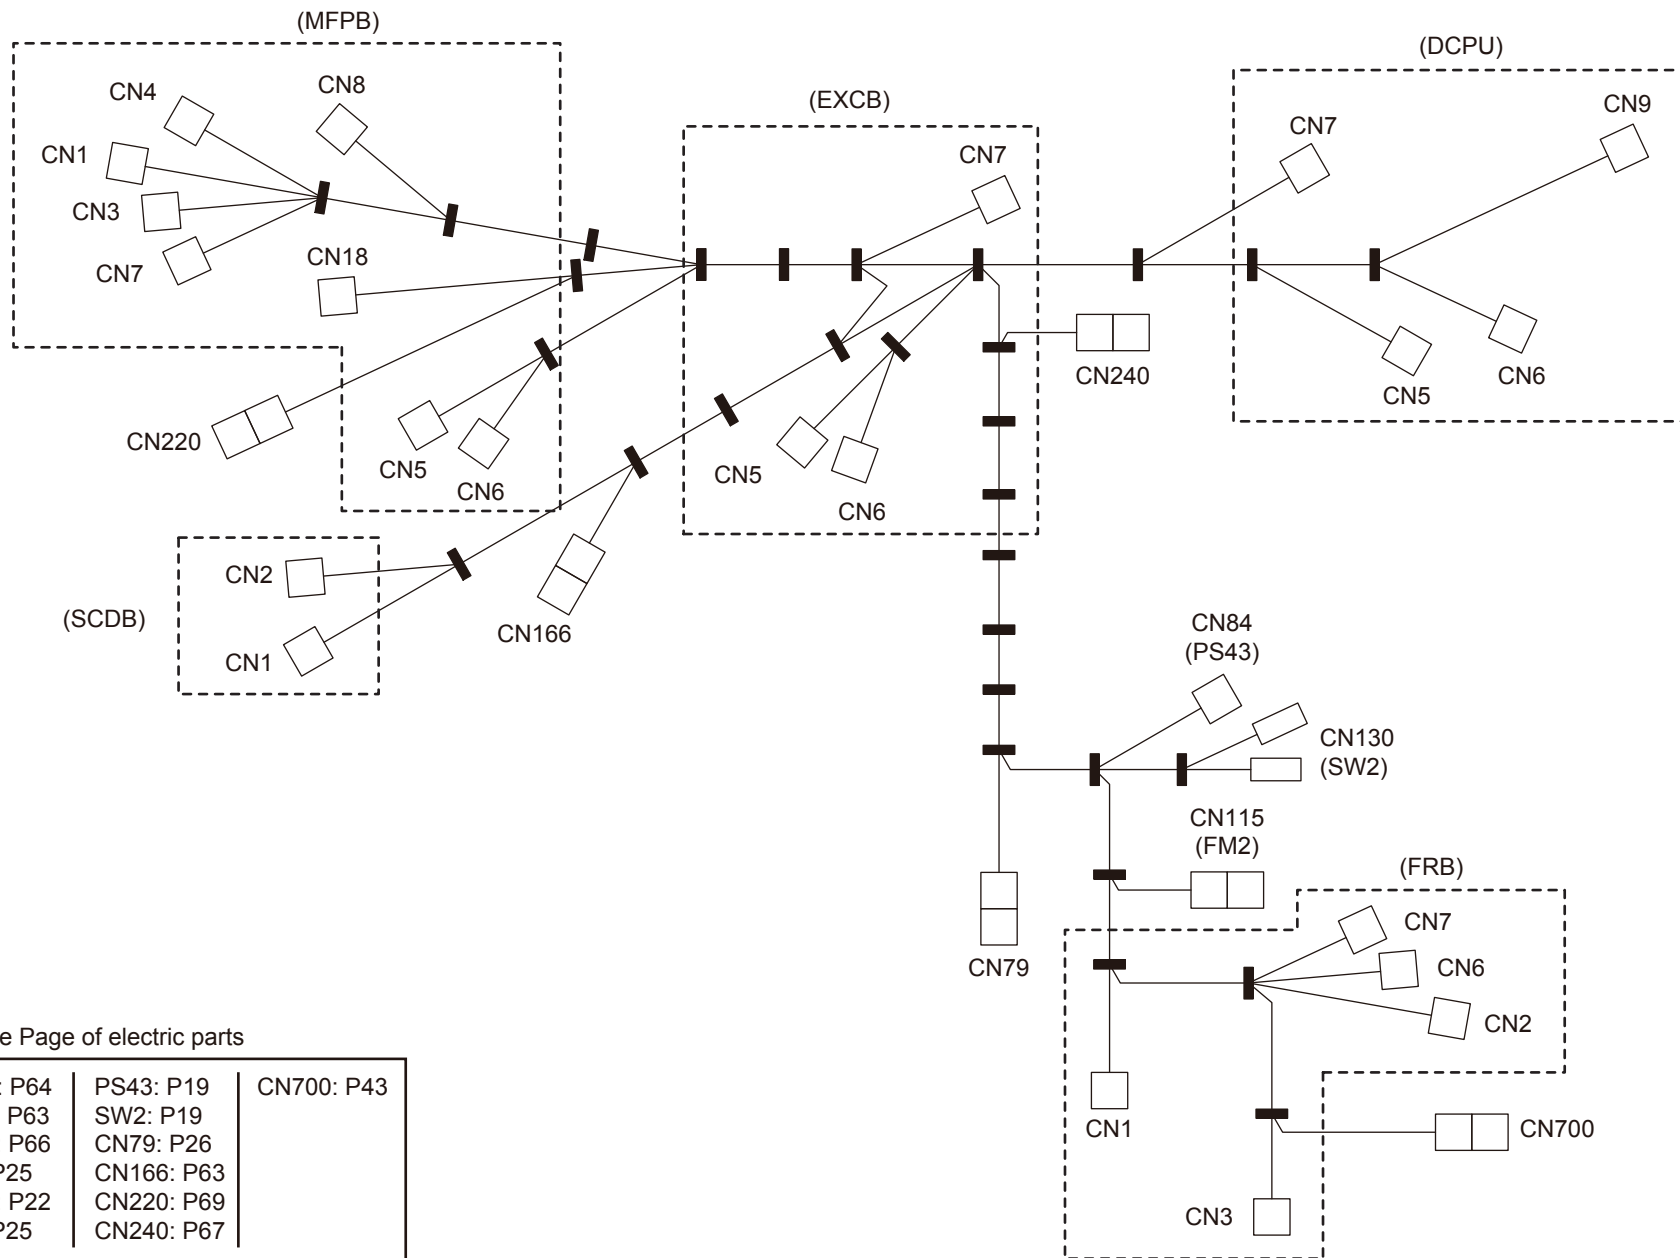 (MFPB)
(DCPU)
(EXCB)
CN4
CN8
CN1
CN3
CN7
CN18
CN7
CN7
CN9
CN240
CN5
CN6
CN220
CN5
CN6
CN5
CN6
CN2
(SCDB)
CN1
CN166
CN84
(PS43)
CN130
(SW2)
CN115
(FM2)
(FRB)
CN7
CN6
CN2
CN79
CN1
CN700
CN3
Page of electric parts
: P64
P63
P66
P25
P22
P25
PS43: P19
SW2: P19
CN79: P26
CN166: P63
CN220: P69
CN240: P67
CN700: P43